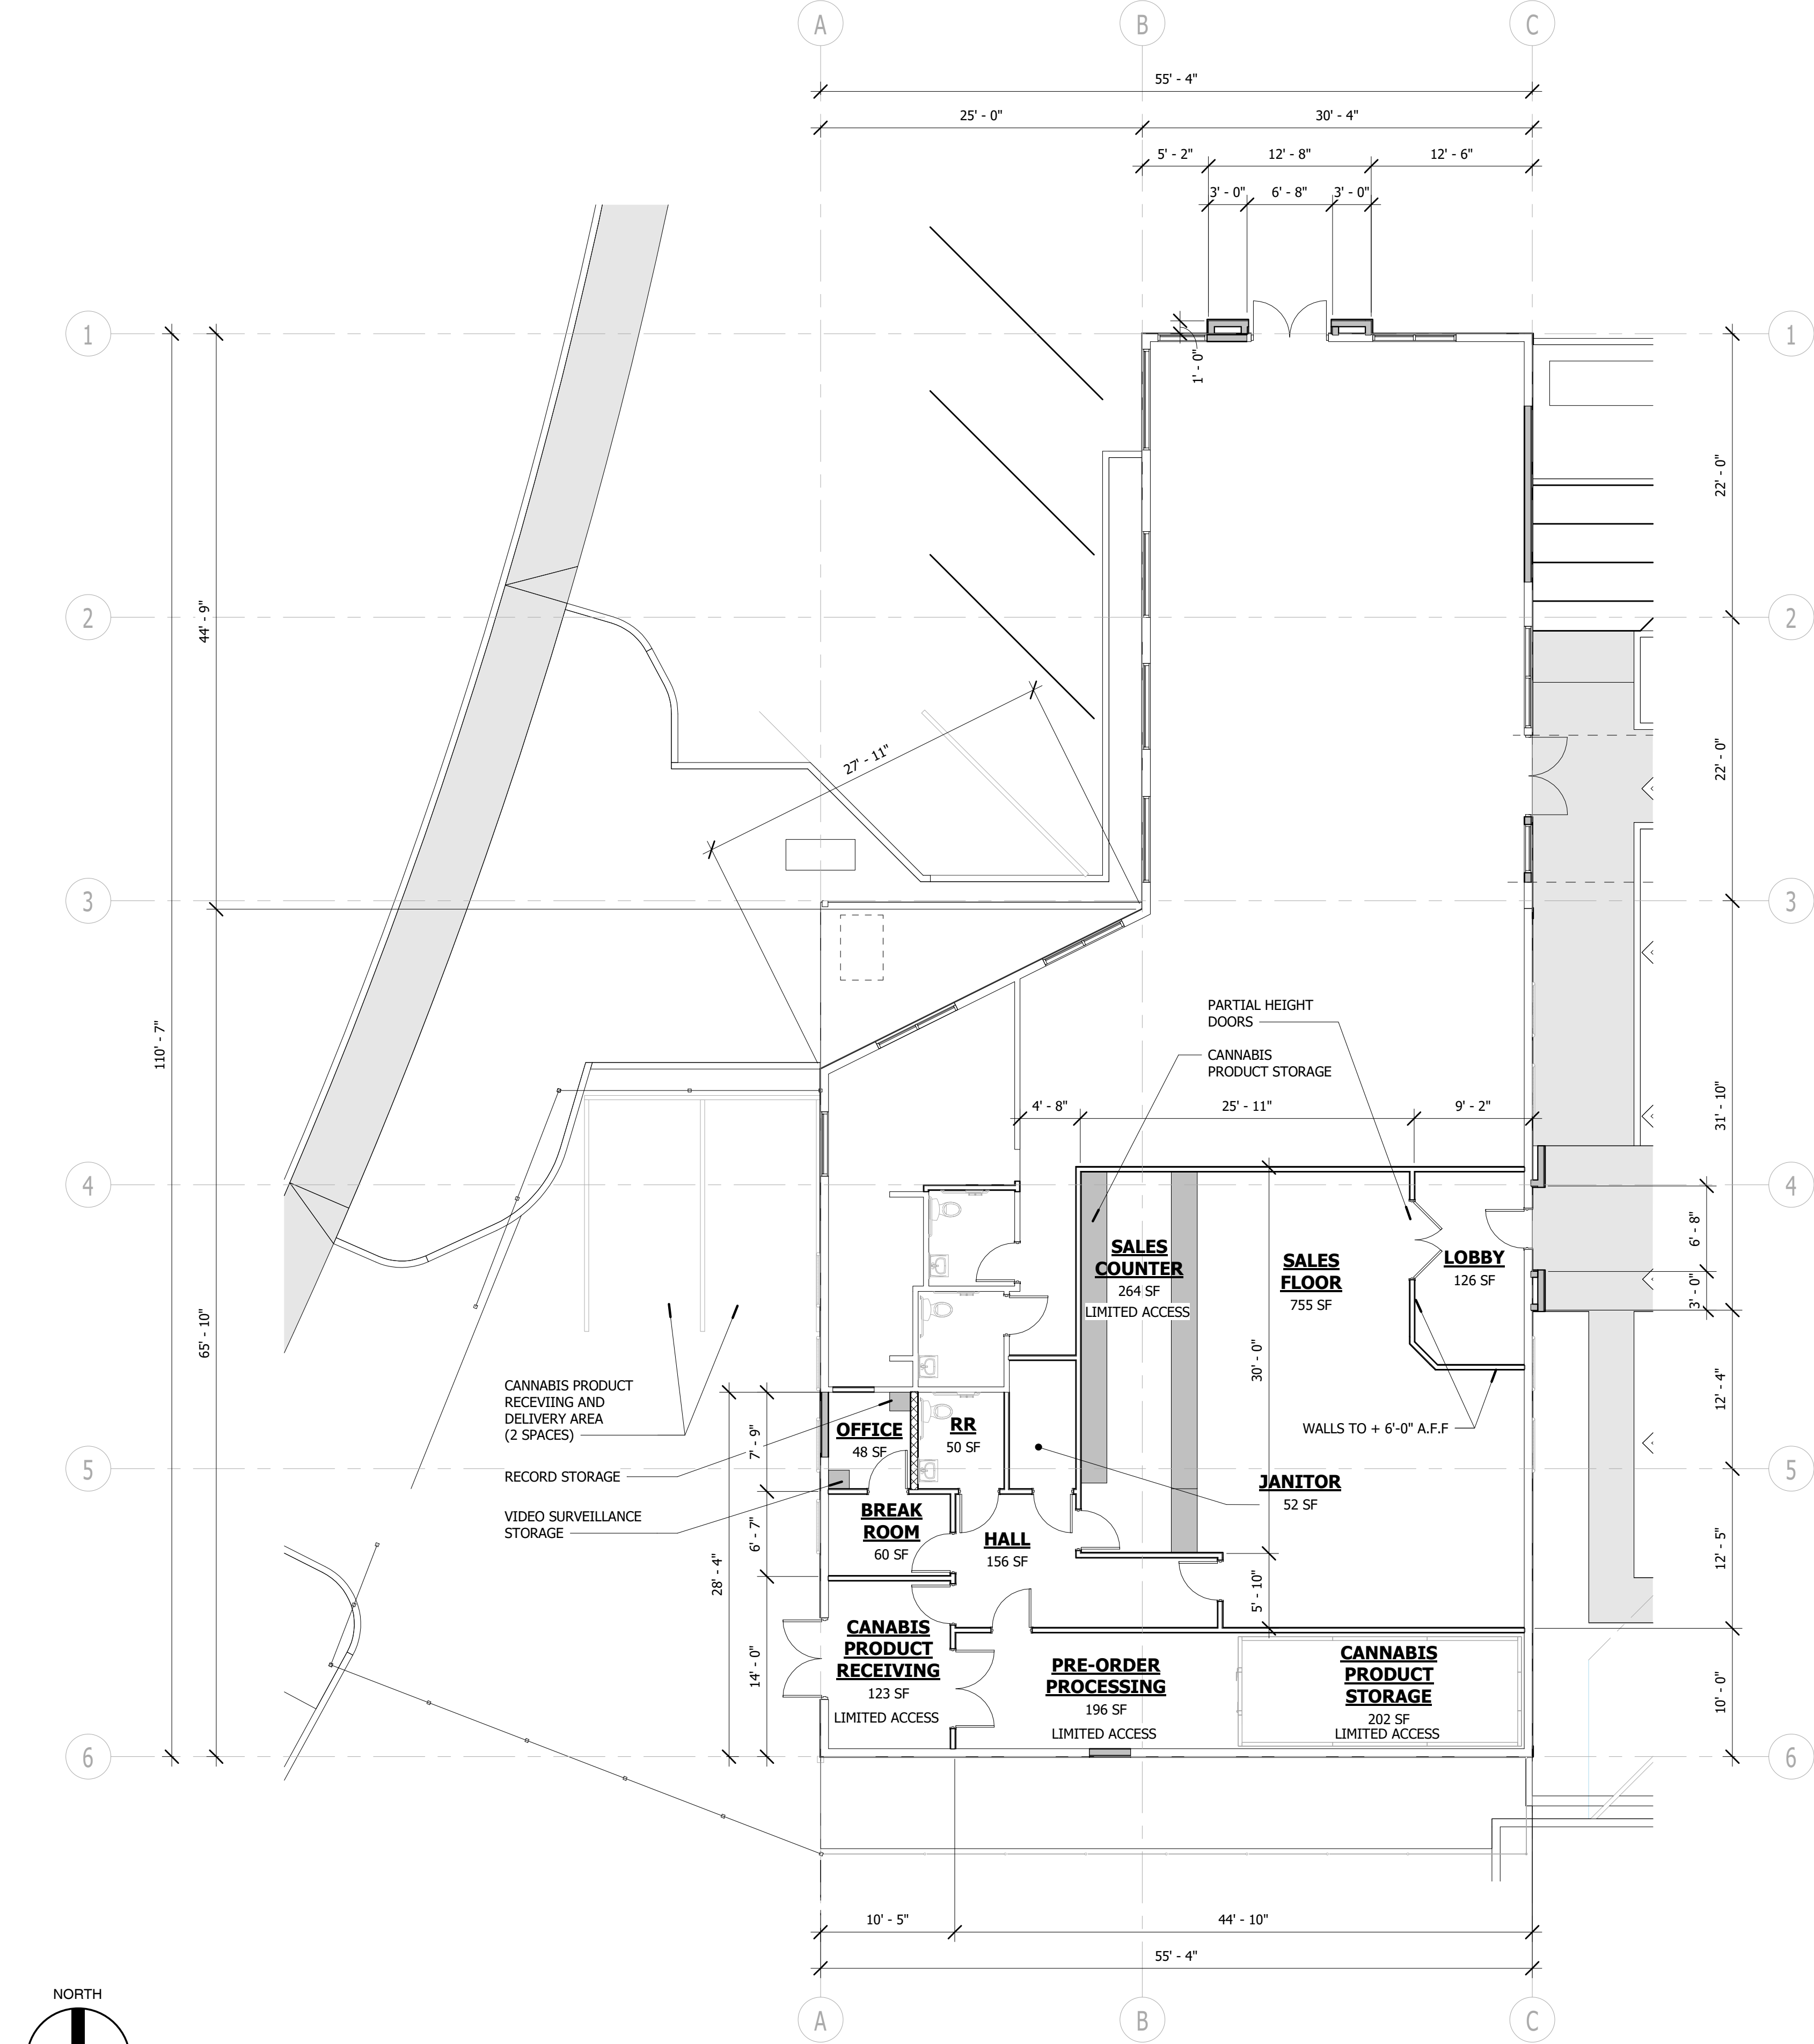 A
B
C
55' - 4"
25' - 0"
30' - 4"
5' - 2"
12' - 8"
12' - 6"
3' - 0"
6' - 8"
3' - 0"
1
1
1' - 0"
22' - 0"
2
2
44' - 9"
22' - 0"
27' - 11"
3
3
110' - 7"
PARTIAL HEIGHT
DOORS
CANNABIS
PRODUCT STORAGE
4' - 8"
25' - 11"
9' - 2"
31' - 10"
4
4
6' - 8"
3' - 0"
SALES
COUNTER
264 SF
LIMITED ACCESS
SALES
FLOOR
755 SF
LOBBY
126 SF
65' - 10"
30' - 0"
CANNABIS PRODUCT
RECEVIING AND
DELIVERY AREA
(2 SPACES)
WALLS TO + 6'-0" A.F.F
12' - 4"
OFFICE
48 SF
RR
50 SF
7' - 9"
RECORD STORAGE
5
5
JANITOR
52 SF
VIDEO SURVEILLANCE
STORAGE
BREAK
ROOM
60 SF
HALL
156 SF
6' - 7"
28' - 4"
5' - 10"
12' - 5"
CANABIS
PRODUCT
RECEIVING
123 SF
LIMITED ACCESS
14' - 0"
PRE-ORDER
PROCESSING
196 SF
LIMITED ACCESS
CANNABIS
PRODUCT
STORAGE
202 SF
LIMITED ACCESS
10' - 0"
6
6
10' - 5"
44' - 10"
55' - 4"
NORTH
A
B
C